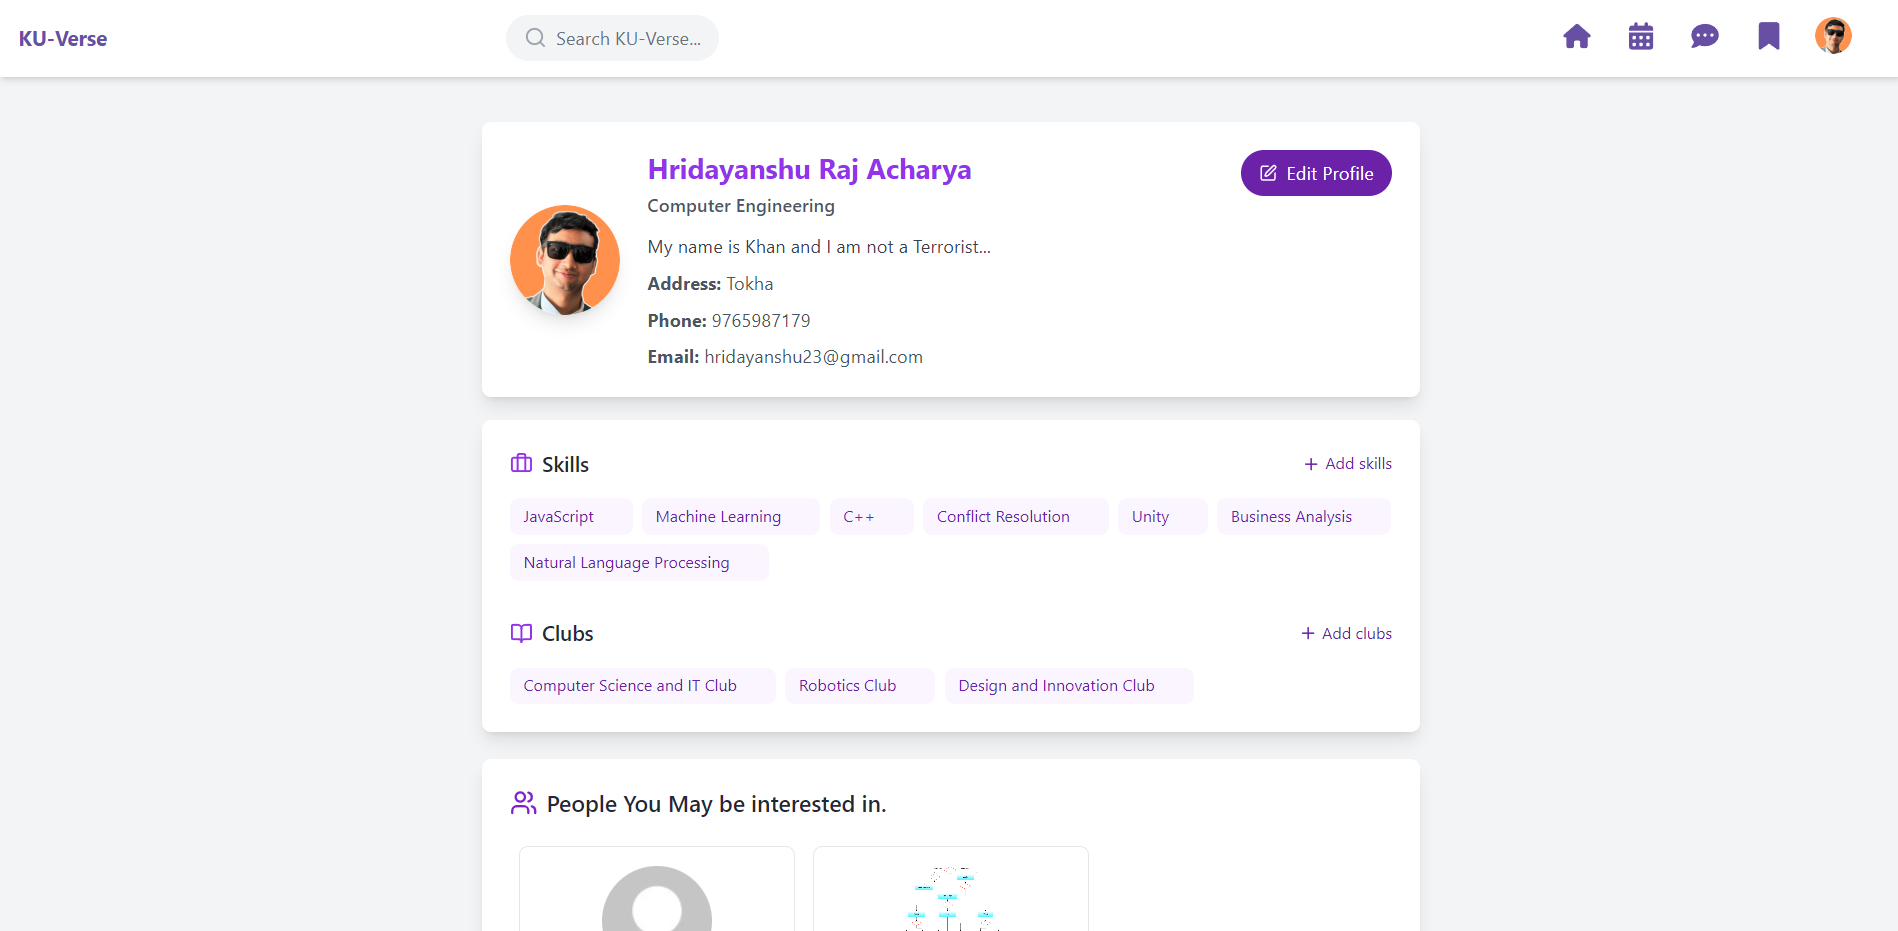 KU-Verse
Search KU-Verse...
Hridayanshu Raj Acharya
Edit Profile
Computer Engineering
My name is Khan and I am not a Terrorist...
Address: Tokha
Phone: 9765987179
Email: hridayanshu23@gmail.com
Skills
+ Add skills
JavaScript
Machine Learning
C++
Conflict Resolution
Unity
Business Analysis
Natural Language Processing
Clubs
+ Add clubs
Computer Science and IT Club
Robotics Club
Design and Innovation Club
People You May be interested in.